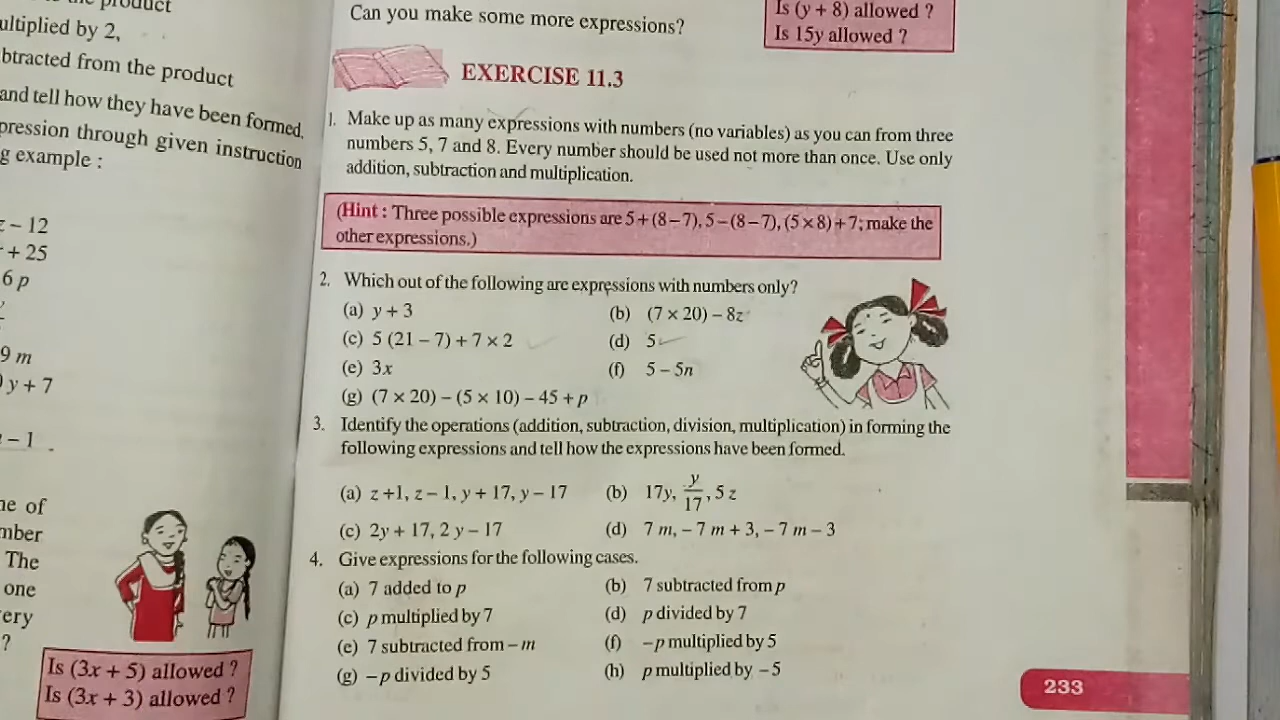 product
ultiplied by 2,
btracted from the product
and tell how they have been formed.
pression through given instruction
g example :
z – 12
+ 25
6 p
9 m
y + 7
– 1
ne of
mber
The
one
ery
?
Is (3x + 5) allowed ?
Is (3x + 3) allowed ?
Can you make some more expressions?
Is (y + 8) allowed ?
Is 15y allowed ?
EXERCISE 11.3
1. Make up as many expressions with numbers (no variables) as you can from three
numbers 5, 7 and 8. Every number should be used not more than once. Use only
addition, subtraction and multiplication.
(Hint : Three possible expressions are 5 + (8 – 7), 5 – (8 – 7), (5 × 8) + 7; make the
other expressions.)
2. Which out of the following are expressions with numbers only?
(a) y + 3 (b) (7 × 20) – 8z
(c) 5 (21 – 7) + 7 × 2 (d) 5
(e) 3x (f) 5 – 5n
(g) (7 × 20) – (5 × 10) – 45 + p
3. Identify the operations (addition, subtraction, division, multiplication) in forming the
following expressions and tell how the expressions have been formed.
(a) z +1, z – 1, y + 17, y – 17 (b) 17y, y/17, 5 z
(c) 2y + 17, 2 y – 17 (d) 7 m, – 7 m + 3, – 7 m – 3
4. Give expressions for the following cases.
(a) 7 added to p (b) 7 subtracted from p
(c) p multiplied by 7 (d) p divided by 7
(e) 7 subtracted from – m (f) – p multiplied by 5
(g) – p divided by 5 (h) p multiplied by – 5
233